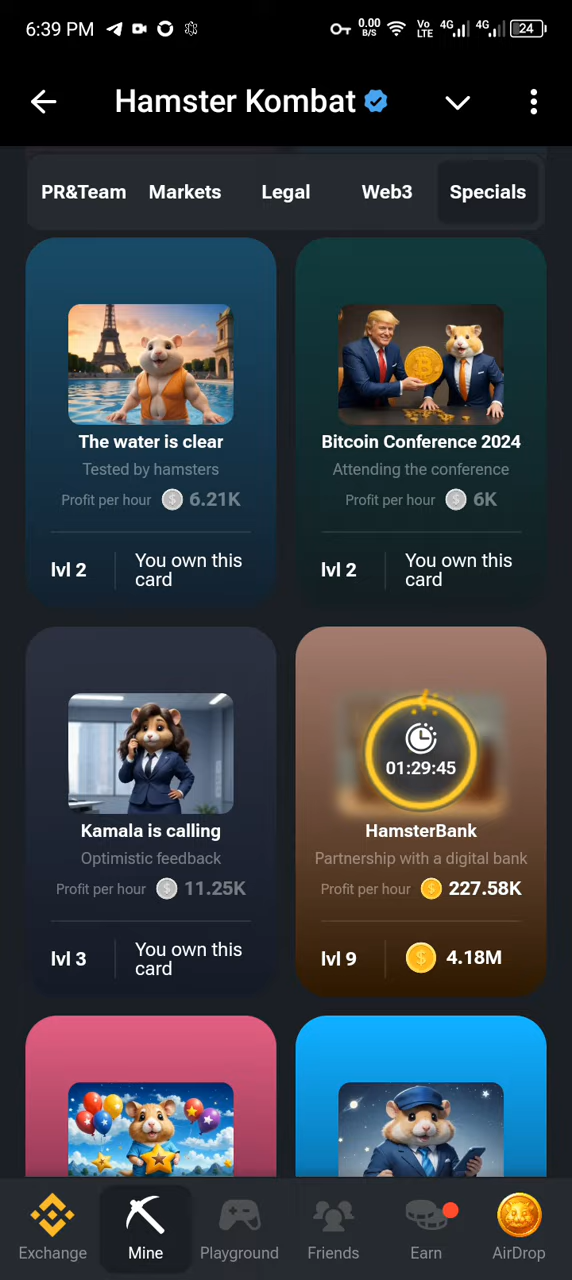 6:39 PM
0.00
B/S
Vo
LTE
4G
4G
24
Hamster Kombat
PR&Team Markets Legal Web3 Specials
The water is clear
Tested by hamsters
Profit per hour 6.21K
lvl 2 You own this
card
Bitcoin Conference 2024
Attending the conference
Profit per hour 6K
lvl 2 You own this
card
Kamala is calling
Optimistic feedback
Profit per hour 11.25K
lvl 3 You own this
card
01:29:45
HamsterBank
Partnership with a digital bank
Profit per hour 227.58K
lvl 9 4.18M
Exchange Mine Playground Friends Earn AirDrop